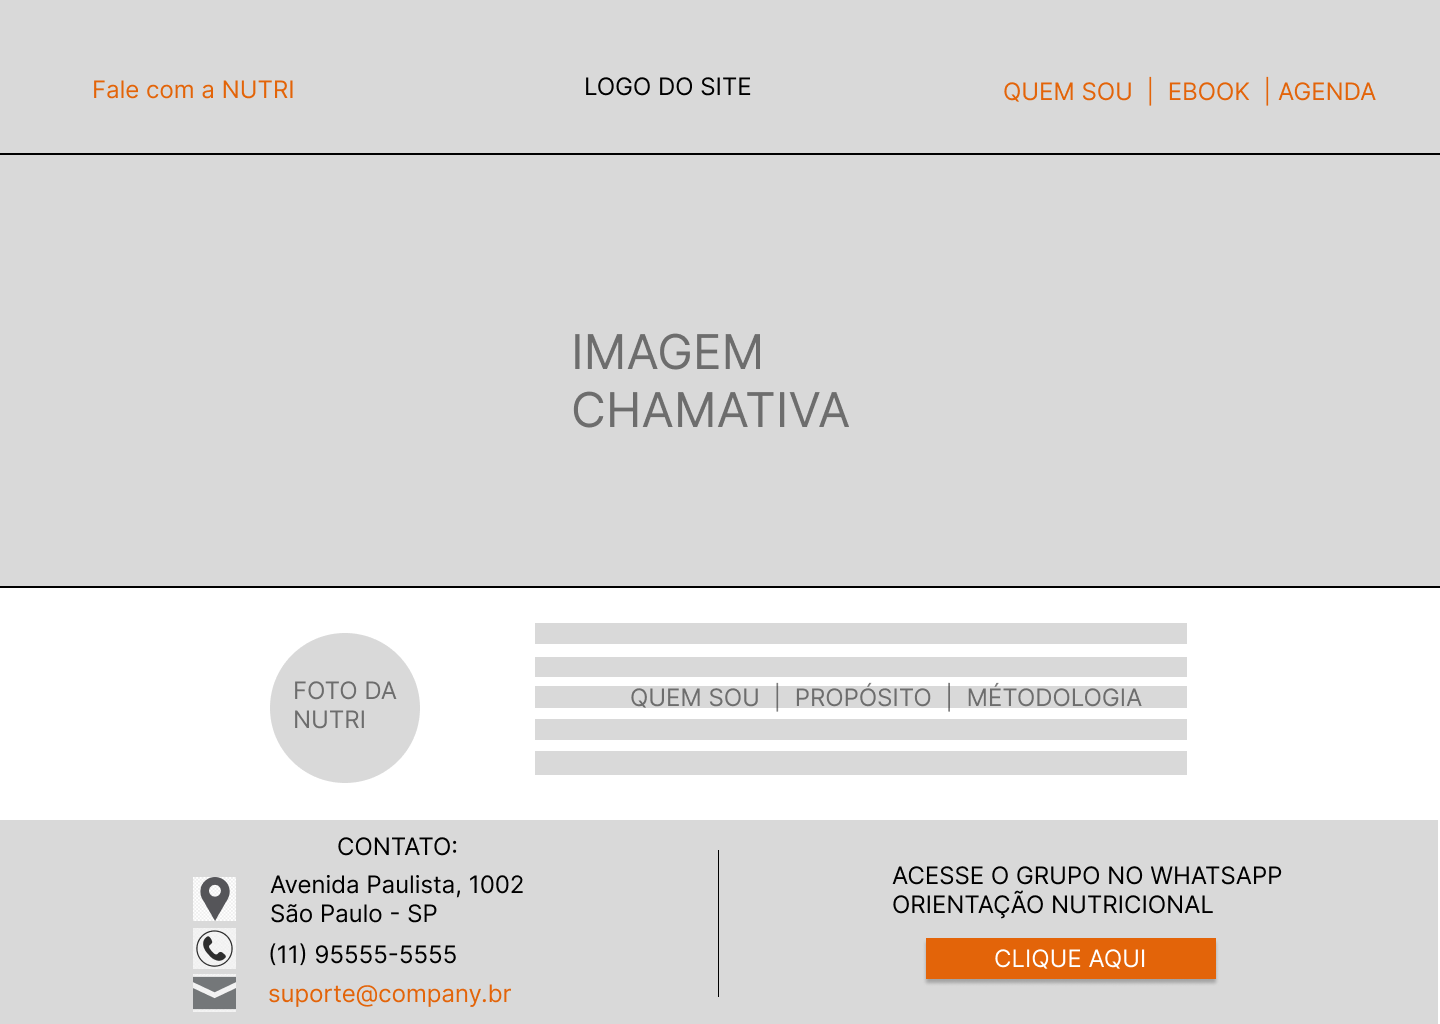 Fale com a NUTRI
LOGO DO SITE
QUEM SOU | EBOOK | AGENDA
IMAGEM
CHAMATIVA
FOTO DA
NUTRI
QUEM SOU | PROPÓSITO | MÉTODOLOGIA
CONTATO:
Avenida Paulista, 1002
São Paulo - SP
(11) 95555-5555
suporte@company.br
ACESSE O GRUPO NO WHATSAPP
ORIENTAÇÃO NUTRICIONAL
CLIQUE AQUI